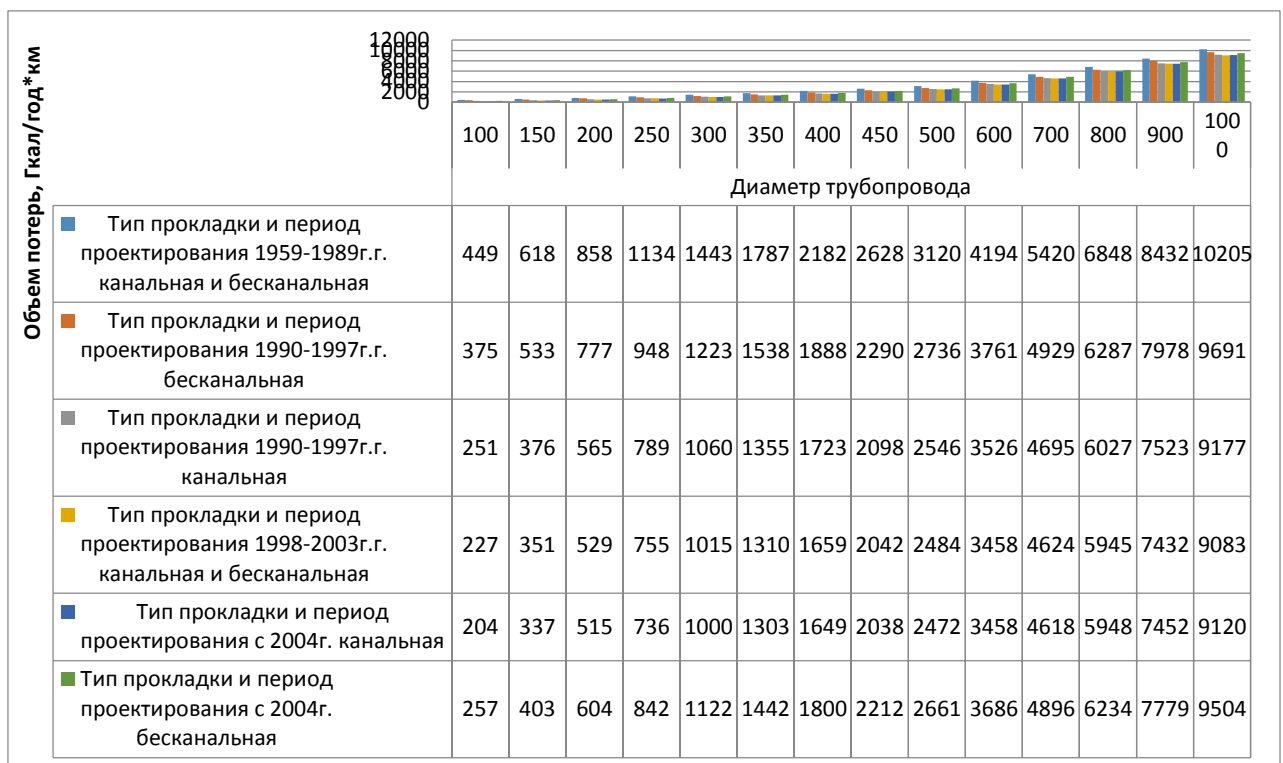 Объем потерь, Гкал/год*км
12000
10000
8000
6000
4000
2000
0
100 150 200 250 300 350 400 450 500 600 700 800 900 100
0
Диаметр трубопровода
Тип прокладки и период
проектирования 1959-1989г.г.
канальная и бесканальная
449 618 858 1134 1443 1787 2182 2628 3120 4194 5420 6848 8432 10205
Тип прокладки и период
проектирования 1990-1997г.г.
бесканальная
375 533 777 948 1223 1538 1888 2290 2736 3761 4929 6287 7978 9691
Тип прокладки и период
проектирования 1990-1997г.г.
канальная
251 376 565 789 1060 1355 1723 2098 2546 3526 4695 6027 7523 9177
Тип прокладки и период
проектирования 1998-2003г.г.
канальная и бесканальная
227 351 529 755 1015 1310 1659 2042 2484 3458 4624 5945 7432 9083
Тип прокладки и период
проектирования с 2004г. канальная
204 337 515 736 1000 1303 1649 2038 2472 3458 4618 5948 7452 9120
Тип прокладки и период
проектирования с 2004г.
бесканальная
257 403 604 842 1122 1442 1800 2212 2661 3686 4896 6234 7779 9504